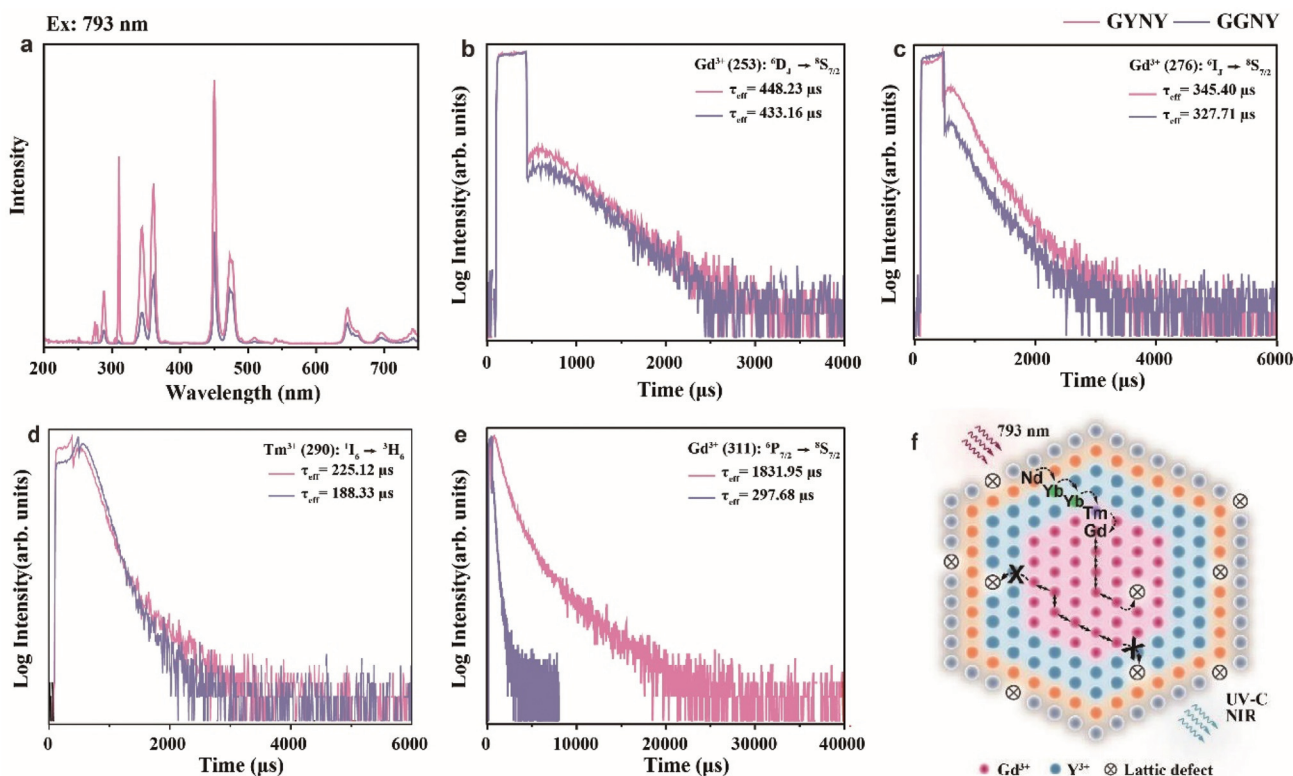 Ex: 793 nm
GYNY GGNY
a
Intensity
200 300 400 500 600 700
Wavelength (nm)
b
Log Intensity(arb. units)
Gd³⁺ (253): ⁶D_J → ⁸S_7/2
τ_eff= 448.23 µs
τ_eff= 433.16 µs
0 1000 2000 3000 4000
Time (µs)
c
Log Intensity(arb. units)
Gd³⁺ (276): ⁶I_J → ⁸S_7/2
τ_eff= 345.40 µs
τ_eff= 327.71 µs
0 2000 4000 6000
Time (µs)
d
Log Intensity (arb. units)
Tm³⁺ (290): ¹I_6 → ³H_6
τ_eff= 225.12 µs
τ_eff= 188.33 µs
0 2000 4000 6000
Time (µs)
e
Log Intensity (arb. units)
Gd³⁺ (311): ⁶P_7/2 → ⁸S_7/2
τ_eff= 1831.95 µs
τ_eff= 297.68 µs
0 10000 20000 30000 40000
Time (µs)
f
793 nm
Nd
Yb
Yb
Tm
Gd
X
X
UV-C
NIR
Gd³⁺ Y³⁺ Lattic defect